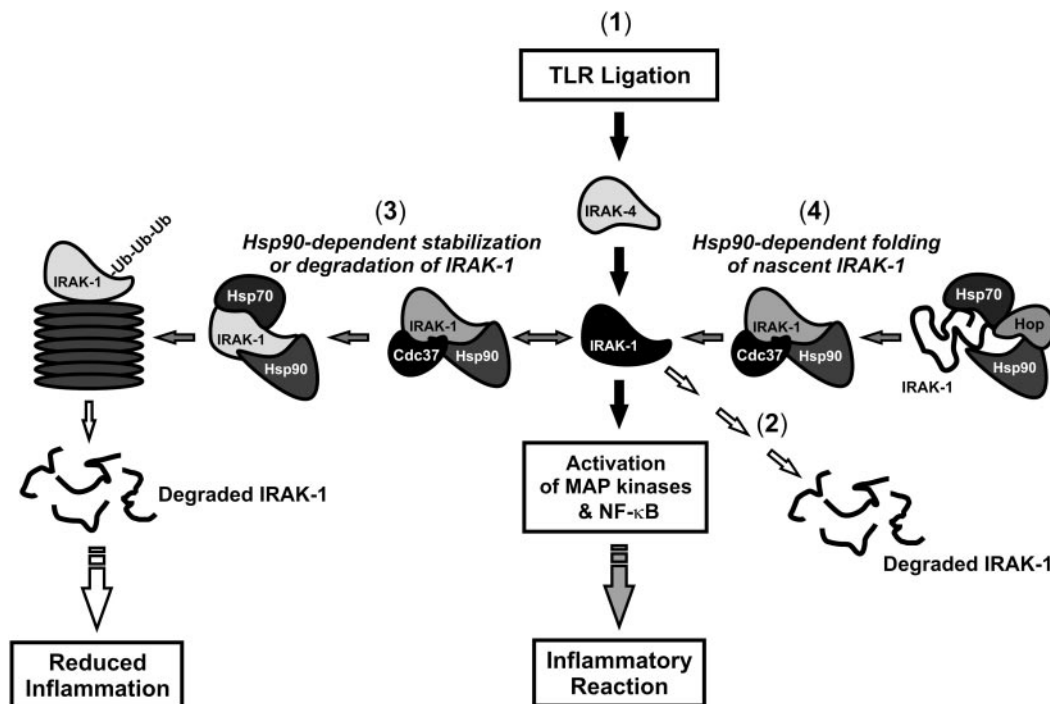 (1)
TLR Ligation
IRAK-4
(3)
Hsp90-dependent stabilization
or degradation of IRAK-1
(4)
Hsp90-dependent folding
of nascent IRAK-1
-Ub-Ub-Ub
IRAK-1
Hsp70
IRAK-1
Hsp90
IRAK-1
Cdc37
Hsp90
IRAK-1
IRAK-1
Cdc37
Hsp90
Hsp70
Hop
IRAK-1
Hsp90
(2)
Degraded IRAK-1
Activation
of MAP kinases
& NF-κB
Degraded IRAK-1
Reduced
Inflammation
Inflammatory
Reaction